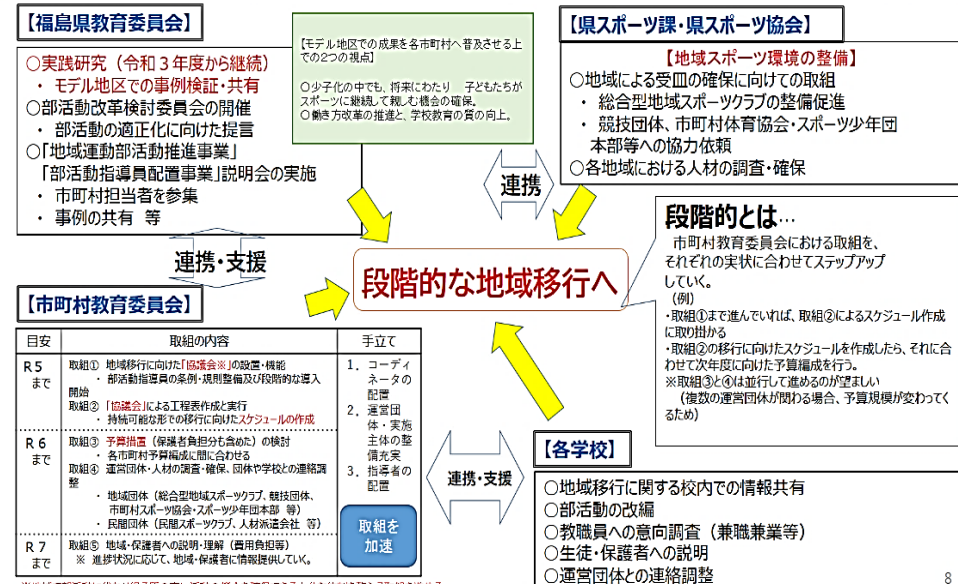 【福島県教育委員会】
○実践研究（令和３年度から継続）
・ モデル地区での事例検証・共有
○部活動改革検討委員会の開催
・ 部活動の適正化に向けた提言
○「地域運動部活動推進事業」
「部活動指導員配置事業」説明会の実施
・ 市町村担当者を参集
・ 事例の共有 等
【モデル地区での成果を各市町村へ普及させる上
での2つの視点】
○少子化の中でも、将来にわたり 子どもたちが
スポーツに継続して親しむ機会の確保。
○働き方改革の推進と、学校教育の質の向上。
【県スポーツ課・県スポーツ協会】
【地域スポーツ環境の整備】
○地域による受皿の確保に向けての取組
・ 総合型地域スポーツクラブの整備促進
・ 競技団体、市町村体育協会・スポーツ少年団
本部等への協力依頼
○各地域における人材の調査・確保
連携
連携・支援
段階的な地域移行へ
段階的とは…
市町村教育委員会における取組を、
それぞれの実状に合わせてステップアップ
していく。
（例）
・取組①まで進んでいれば、取組②によるスケジュール作成
に取り掛かる
・取組②の移行に向けたスケジュールを作成したら、それに合
わせて次年度に向けた予算編成を行う。
※取組③と④は並行して進めるのが望ましい
（複数の運営団体が関わる場合、予算規模が変わってく
るため）
【市町村教育委員会】
目安 取組の内容 手立て
Ｒ５
まで
取組① 地域移行に向けた「協議会※」の設置・機能
・ 部活動指導員の条例・規則整備及び段階的な導入
開始
取組② 「協議会」による工程表作成と実行
・ 持続可能な形での移行に向けたスケジュールの作成
Ｒ６
まで
取組③ 予算措置（保護者負担分も含めた）の検討
・ 各市町村予算編成に間に合わせる
取組④ 運営団体・人材の調査・確保、団体や学校との連絡調
整
・ 地域団体（総合型地域スポーツクラブ、競技団体、
市町村スポーツ協会・スポーツ少年団本部 等）
・ 民間団体（民間スポーツクラブ、人材派遣会社 等）
Ｒ７
まで
取組⑤ 地域・保護者への説明・理解（費用負担等）
※ 進捗状況に応じて、地域・保護者に情報提供していく。
１．コーディ
ネータの
配置
２．運営団
体・実施
主体の整
備充実
３．指導者の
配置
取組を
加速
連携・支援
【各学校】
○地域移行に関する校内での情報共有
○部活動の改編
○教職員への意向調査（兼職兼業等）
○生徒・保護者への説明
○運営団体との連絡調整
8